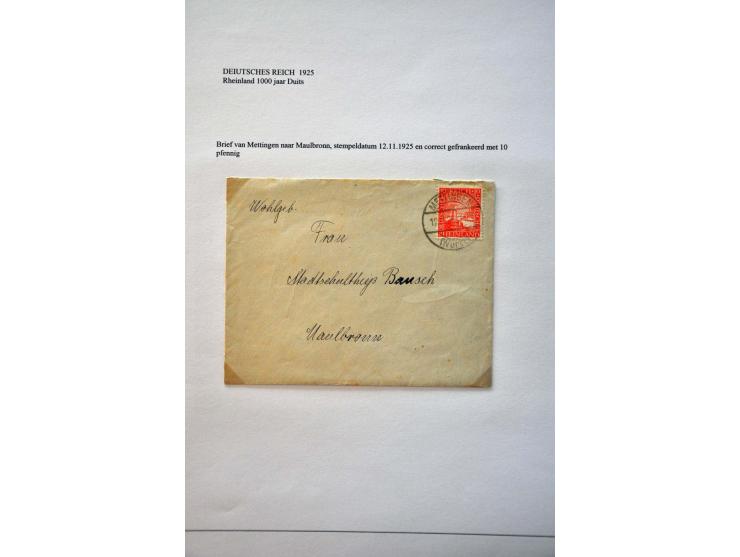 DEIUTSCHES REICH 1925
Rheinland 1000 jaar Duits
Brief van Mettingen naar Maulbronn, stempeldatum 12.11.1925 en correct gefrankeerd met 10
pfennig
Wohlgeb.
Frau
Stadtschultheiß Bausch
Maulbronn
RHEINLAND